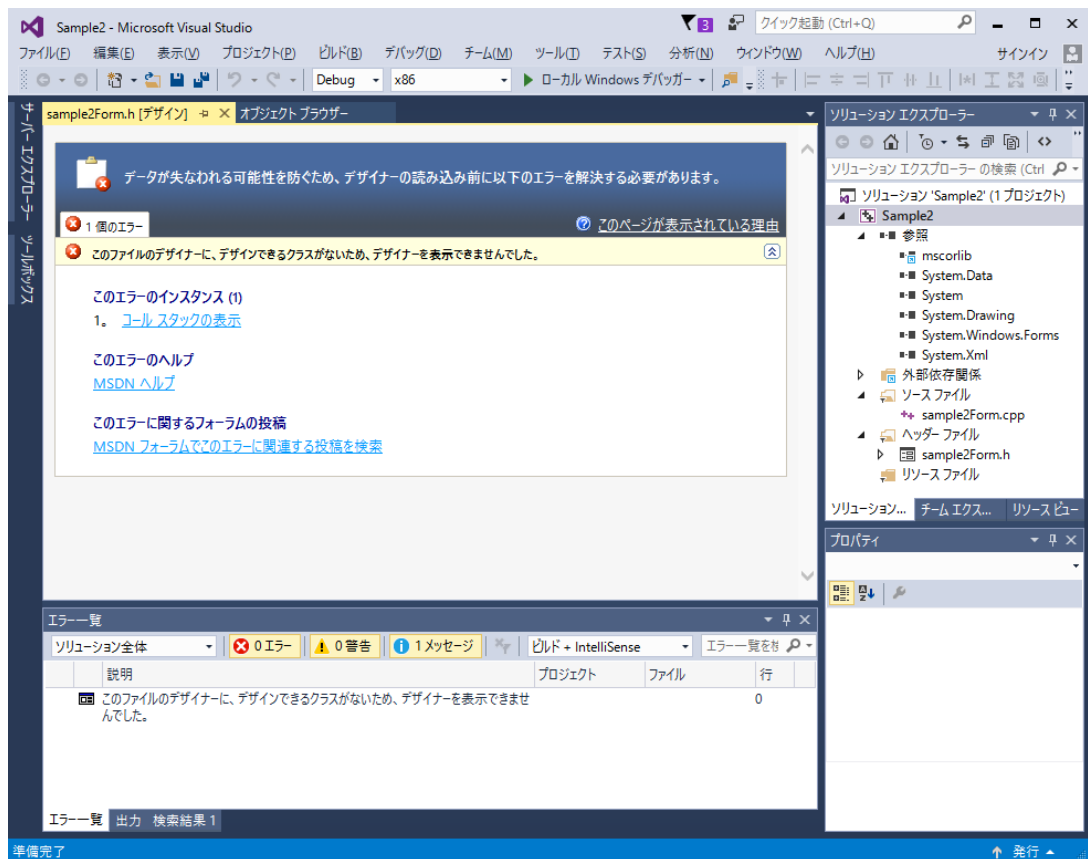 Sample2 - Microsoft Visual Studio
3
クイック起動 (Ctrl+Q)
ファイル(F) 編集(E) 表示(V) プロジェクト(P) ビルド(B) デバッグ(D) チーム(M) ツール(T) テスト(S) 分析(N) ウィンドウ(W) ヘルプ(H) サインイン
Debug x86 ローカル Windows デバッガー
サーバー エクスプローラー
ツールボックス
sample2Form.h [デザイン] オブジェクト ブラウザー
データが失なわれる可能性を防ぐため、デザイナーの読み込み前に以下のエラーを解決する必要があります。
1 個のエラー このページが表示されている理由
このファイルのデザイナーに、デザインできるクラスがないため、デザイナーを表示できませんでした。
このエラーのインスタンス (1)
1。 コール スタックの表示
このエラーのヘルプ
MSDN ヘルプ
このエラーに関するフォーラムの投稿
MSDN フォーラムでこのエラーに関連する投稿を検索
ソリューション エクスプローラー
ソリューション エクスプローラー の検索 (Ctrl
ソリューション 'Sample2' (1 プロジェクト)
Sample2
参照
mscorlib
System.Data
System
System.Drawing
System.Windows.Forms
System.Xml
外部依存関係
ソース ファイル
sample2Form.cpp
ヘッダー ファイル
sample2Form.h
リソース ファイル
ソリューション... チーム エクス... リソース ビュー
プロパティ
エラー一覧
ソリューション全体 0 エラー 0 警告 1 メッセージ ビルド + IntelliSense エラー一覧を検
説明 プロジェクト ファイル 行
このファイルのデザイナーに、デザインできるクラスがないため、デザイナーを表示できませ 0
んでした。
エラー一覧 出力 検索結果 1
準備完了 発行